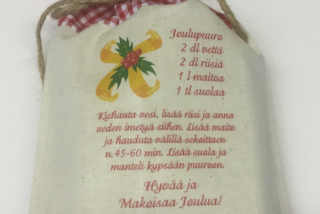 Joulupuuro
2 dl vettä
2 dl riisiä
1 l maitoa
1 tl suolaa
Kiehauta vesi, lisää riisi ja anna
veden imetyä siihen. Lisää maito
ja hauduta välillä sekoittaen
n. 45-60 min. Lisää suola ja
manteli kypsään puuroon.
Hyvää ja
Makoisaa Joulua!